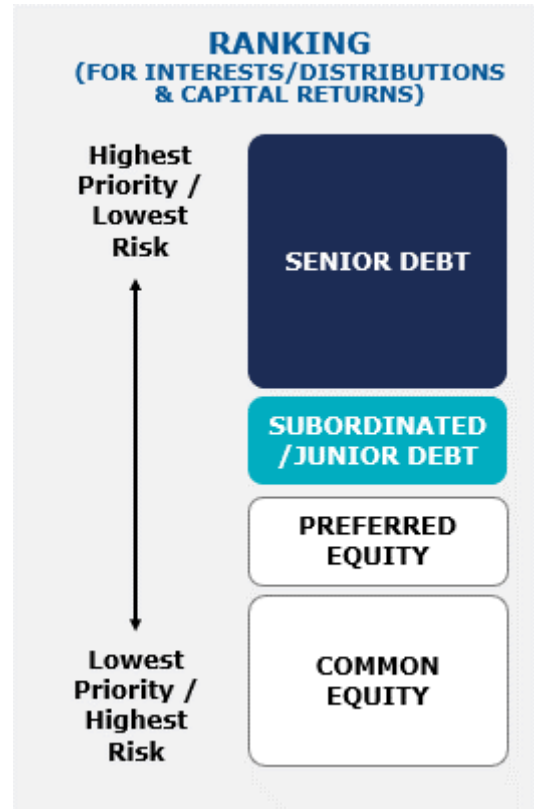 RANKING
(FOR INTERESTS/DISTRIBUTIONS
& CAPITAL RETURNS)
Highest
Priority /
Lowest
Risk
SENIOR DEBT
SUBORDINATED
/JUNIOR DEBT
PREFERRED
EQUITY
Lowest
Priority /
Highest
Risk
COMMON
EQUITY